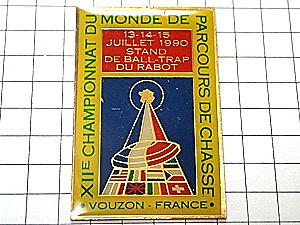 XIIE CHAMPIONNAT DU MONDE DE PARCOURS DE CHASSE
13-14-15
JUILLET 1990
STAND
DE BALL-TRAP
DU RABOT
VOUZON - FRANCE